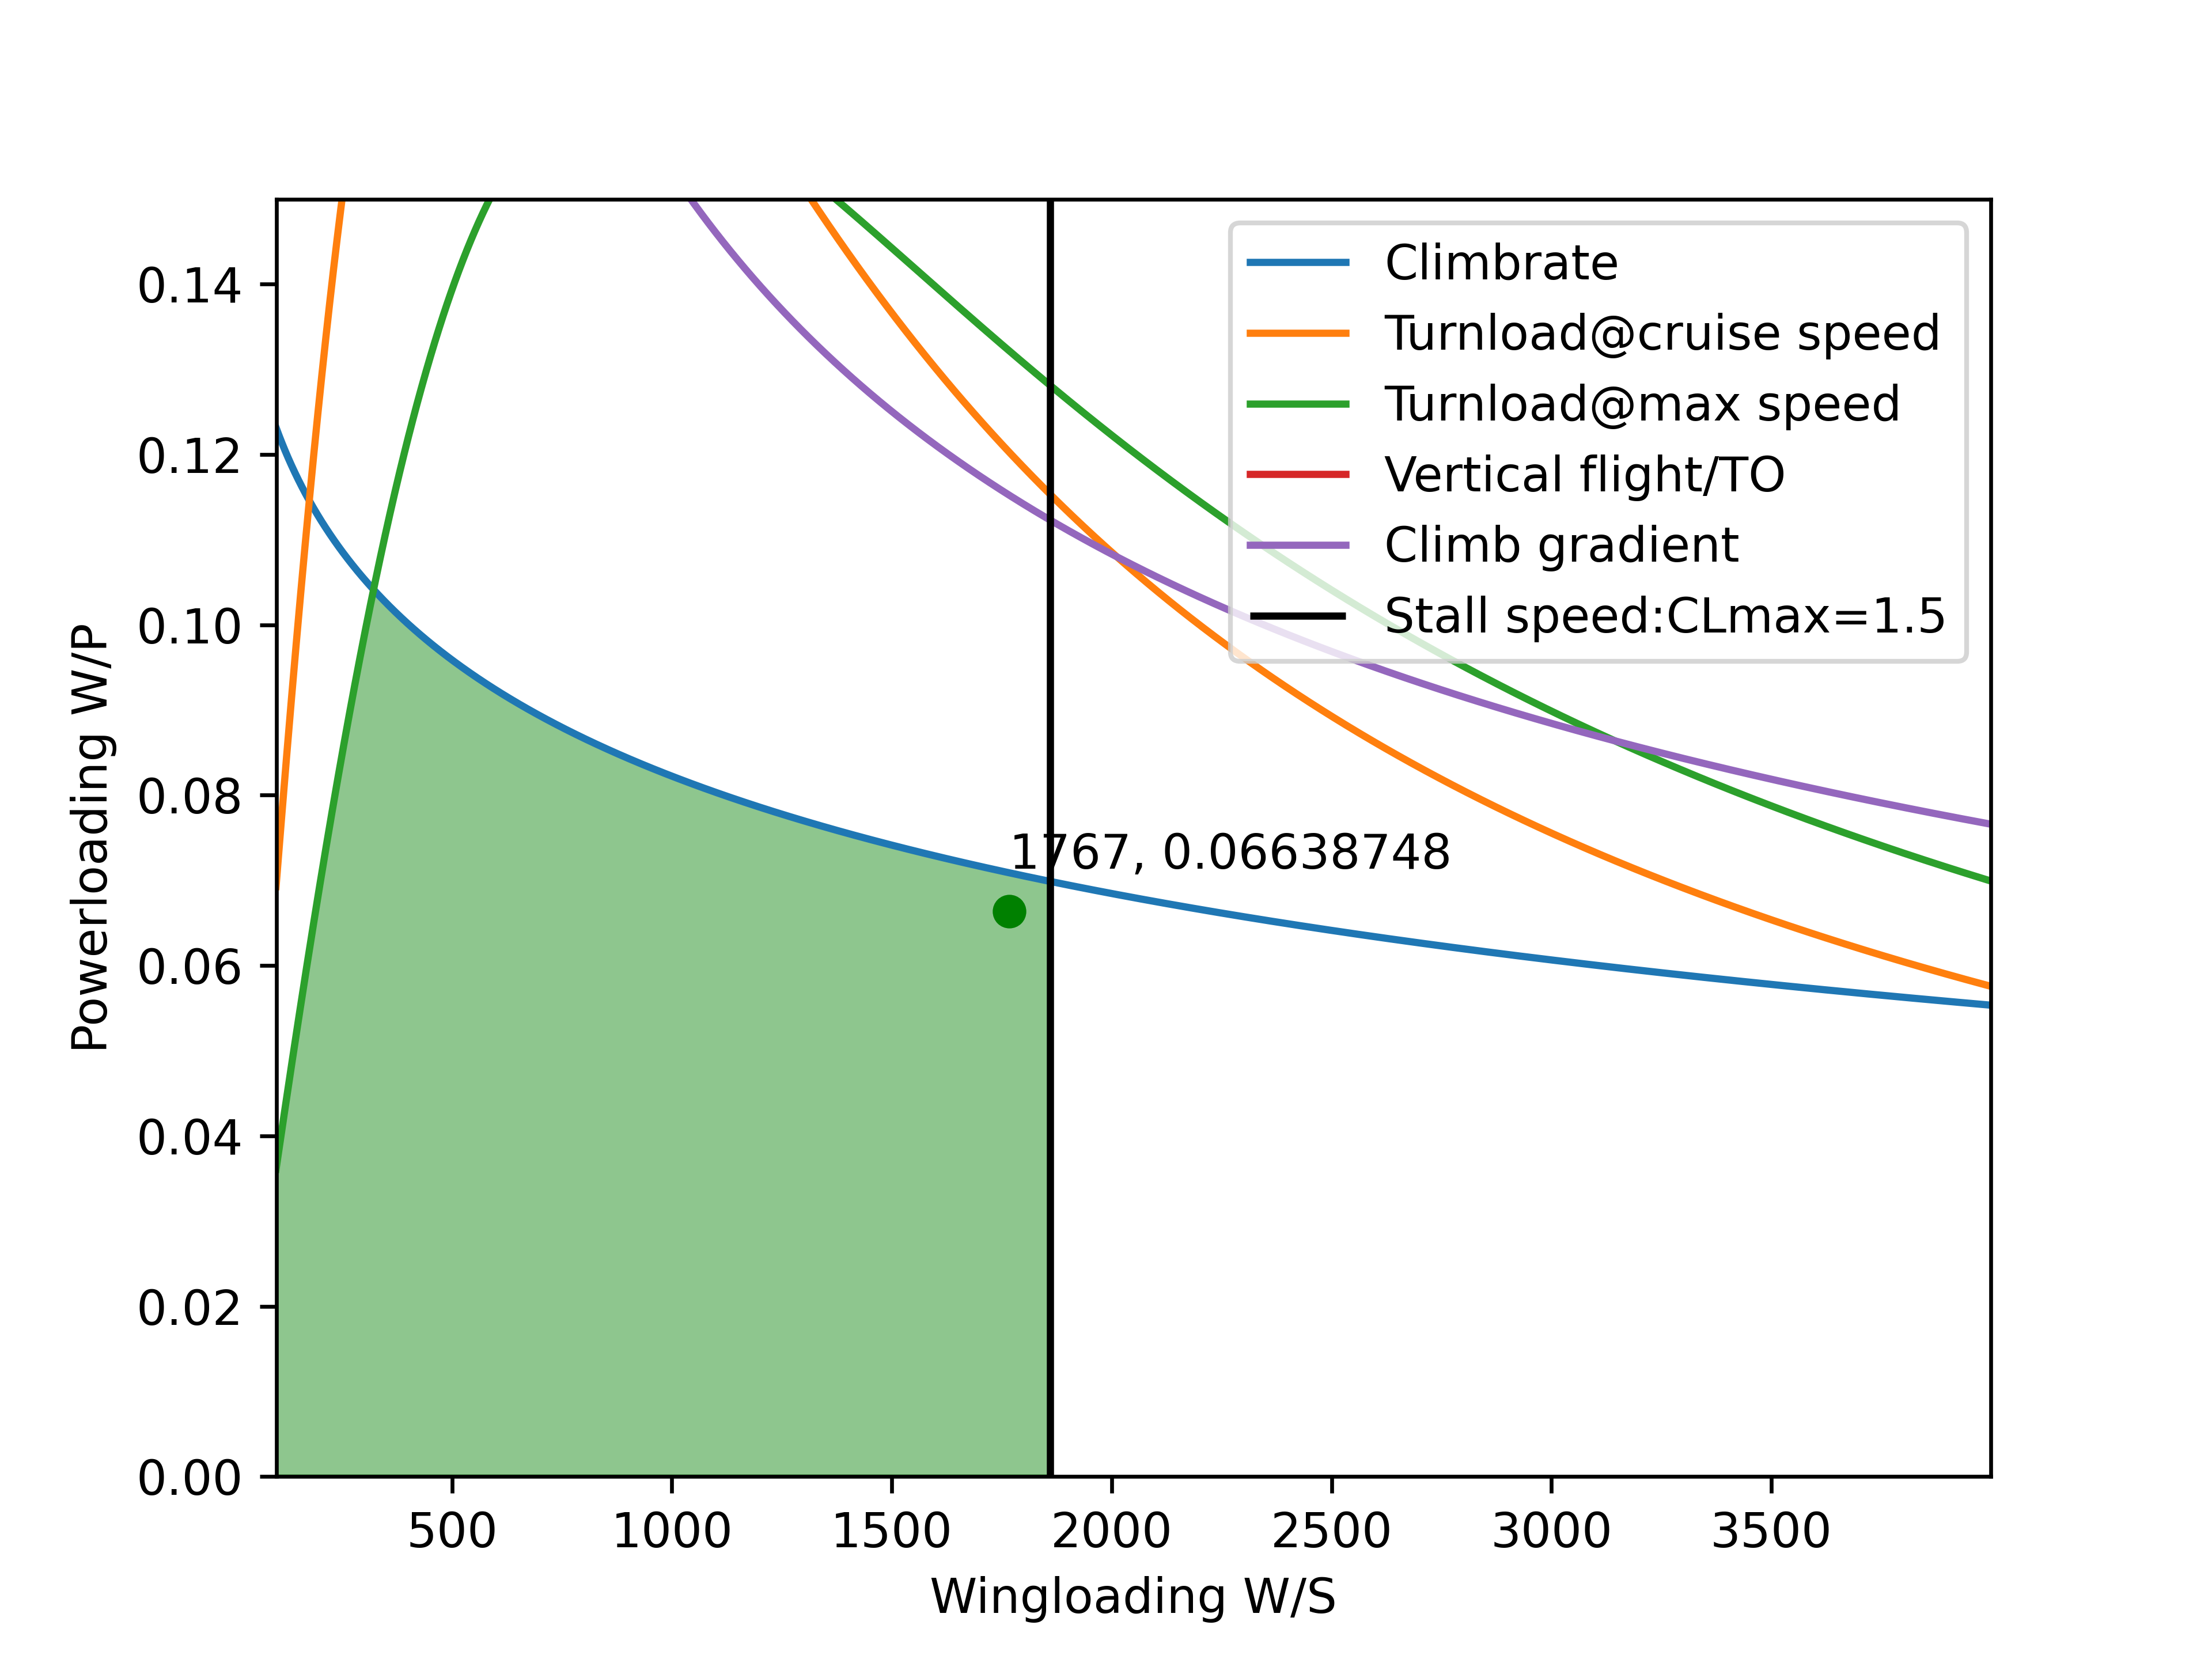 0.14
0.12
0.10
0.08
0.06
0.04
0.02
0.00
Powerloading W/P
Climbrate
Turnload@cruise speed
Turnload@max speed
Vertical flight/TO
Climb gradient
Stall speed:CLmax=1.5
1767, 0.06638748
500 1000 1500 2000 2500 3000 3500
Wingloading W/S